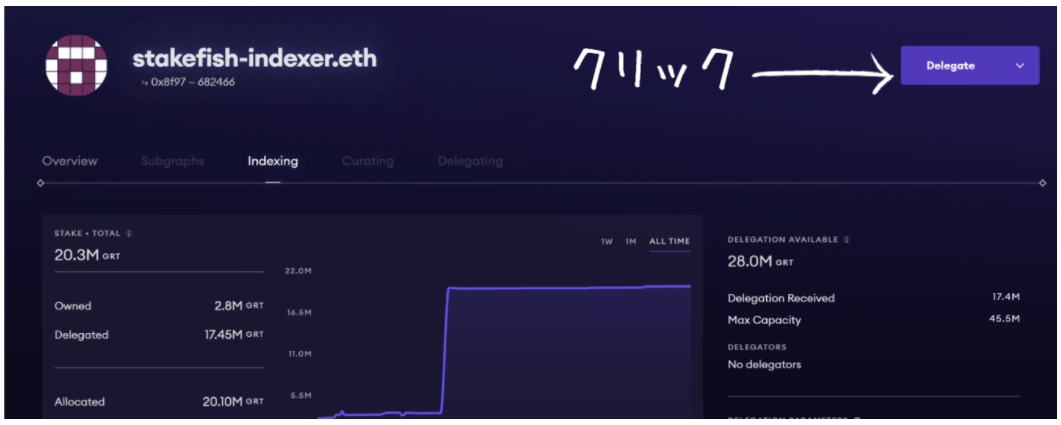 stakefish-indexer.eth
↳ 0x8f97 – 682466
クリック
Delegate
Overview Subgraphs Indexing Curating Delegating
STAKE • TOTAL
20.3M GRT
Owned 2.8M GRT
Delegated 17.45M GRT
Allocated 20.10M GRT
1W 1M ALL TIME
22.0M
16.5M
11.0M
5.5M
DELEGATION AVAILABLE
28.0M GRT
Delegation Received 17.4M
Max Capacity 45.5M
DELEGATORS
No delegators
DELEGATION PARAMETERS